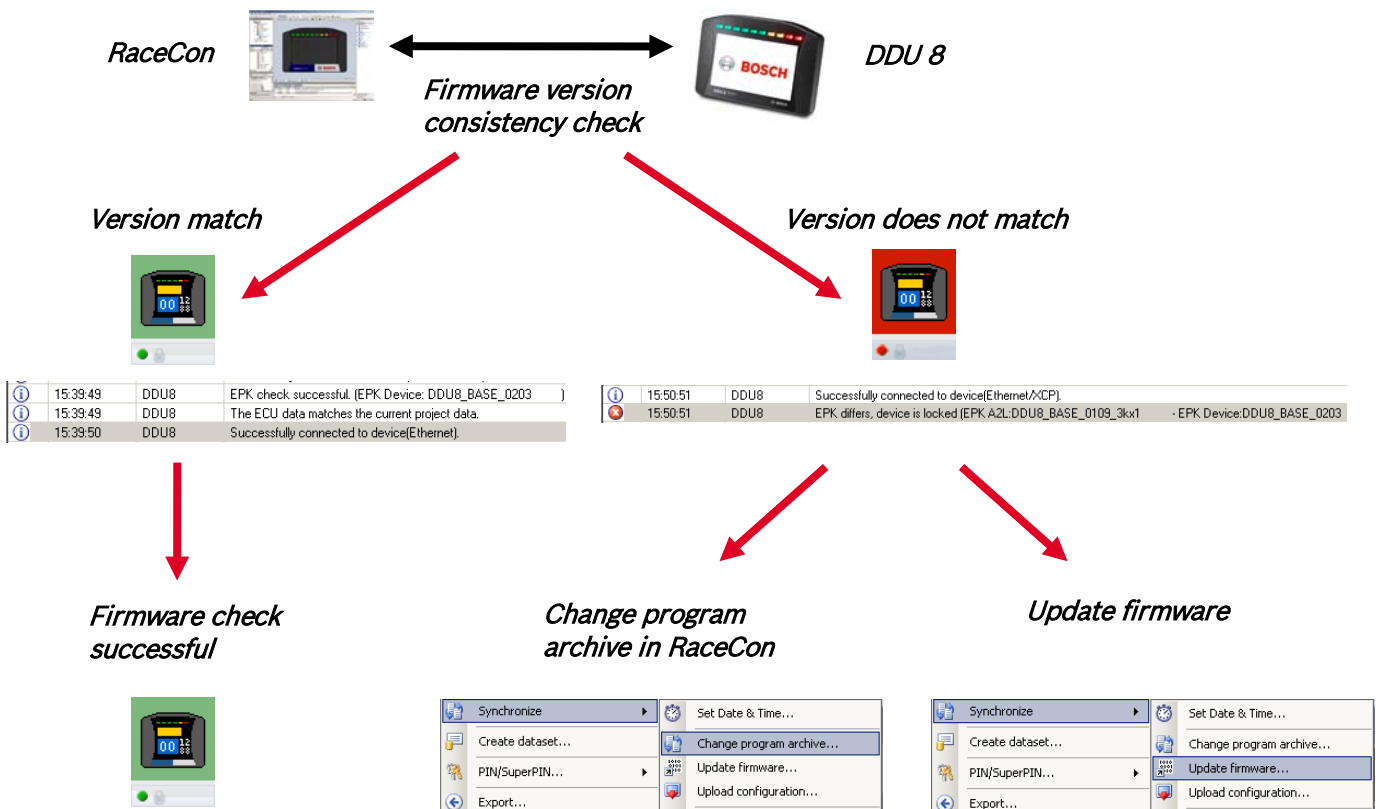 RaceCon
BOSCH
DDU 8
Firmware version
consistency check
Version match
Version does not match
00 12
00 12
15:39:49 DDU8 EPK check successful. (EPK Device: DDU8_BASE_0203 )
15:39:49 DDU8 The ECU data matches the current project data.
15:39:50 DDU8 Successfully connected to device(Ethernet).
15:50:51 DDU8 Successfully connected to device(Ethernet/XCP).
15:50:51 DDU8 EPK differs, device is locked (EPK A2L:DDU8_BASE_0109_3kx1 - EPK Device:DDU8_BASE_0203
Firmware check
successful
Change program
archive in RaceCon
Update firmware
00 12
Synchronize
Create dataset...
PIN/SuperPIN...
Export...
Set Date & Time...
Change program archive...
Update firmware...
Upload configuration...
Synchronize
Create dataset...
PIN/SuperPIN...
Export...
Set Date & Time...
Change program archive...
Update firmware...
Upload configuration...